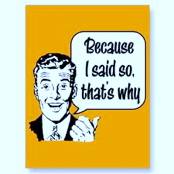 Because
I said so,
that's why